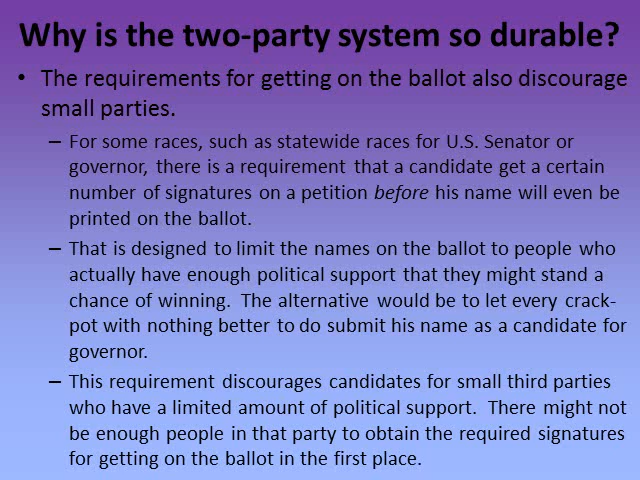 Why is the two-party system so durable?
• The requirements for getting on the ballot also discourage
small parties.
– For some races, such as statewide races for U.S. Senator or
governor, there is a requirement that a candidate get a certain
number of signatures on a petition before his name will even be
printed on the ballot.
– That is designed to limit the names on the ballot to people who
actually have enough political support that they might stand a
chance of winning.  The alternative would be to let every crack-
pot with nothing better to do submit his name as a candidate for
governor.
– This requirement discourages candidates for small third parties
who have a limited amount of political support.  There might not
be enough people in that party to obtain the required signatures
for getting on the ballot in the first place.